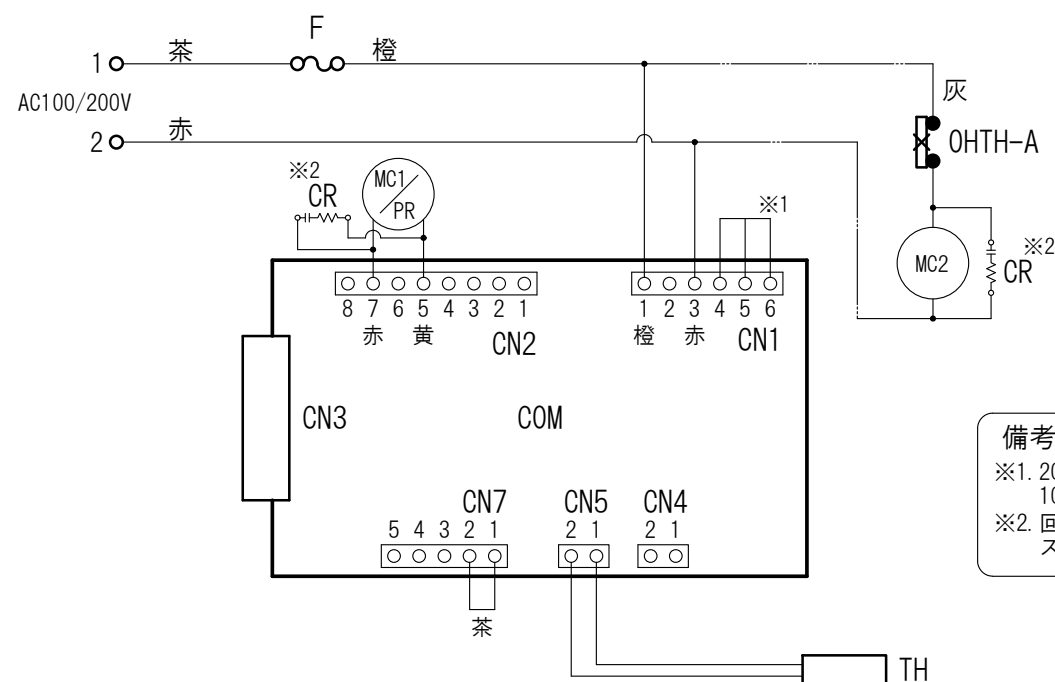 F
1 茶 橙
AC100/200V
2 赤
灰
OHTH-A
※2
CR
MC1
PR
※1
MC2
※2
CR
8 7 6 5 4 3 2 1
赤 黄
CN2
1 2 3 4 5 6
橙 赤
CN1
CN3
COM
備考
※1. 20
10
※2. 回
ス
CN7
5 4 3 2 1
CN5
2 1
CN4
2 1
茶
TH